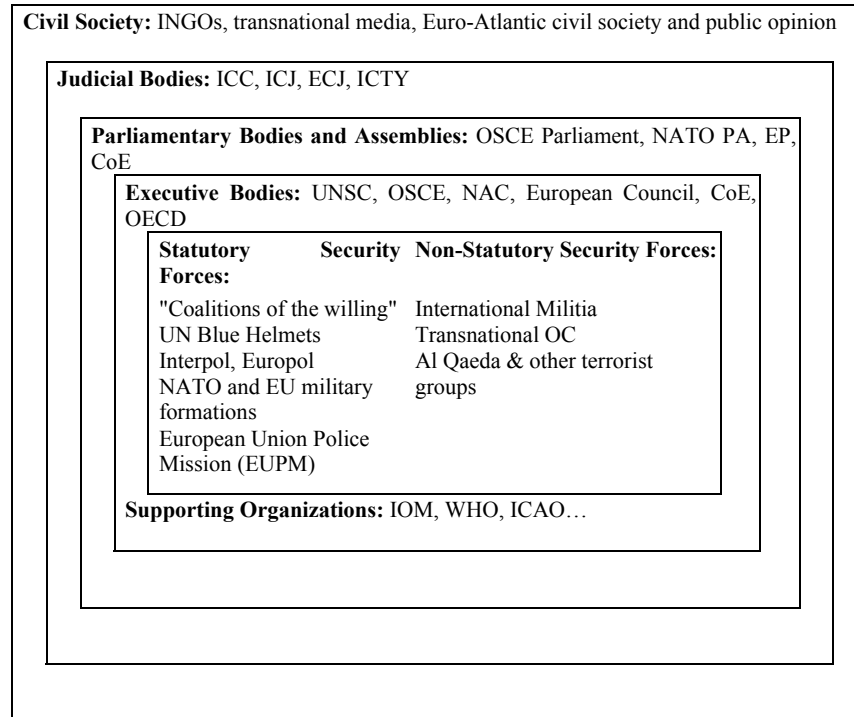 Civil Society: INGOs, transnational media, Euro-Atlantic civil society and public opinion
Judicial Bodies: ICC, ICJ, ECJ, ICTY
Parliamentary Bodies and Assemblies: OSCE Parliament, NATO PA, EP,
CoE
Executive Bodies: UNSC, OSCE, NAC, European Council, CoE,
OECD
Statutory Security
Forces:
"Coalitions of the willing"
UN Blue Helmets
Interpol, Europol
NATO and EU military
formations
European Union Police
Mission (EUPM)
Non-Statutory Security Forces:
International Militia
Transnational OC
Al Qaeda & other terrorist
groups
Supporting Organizations: IOM, WHO, ICAO…